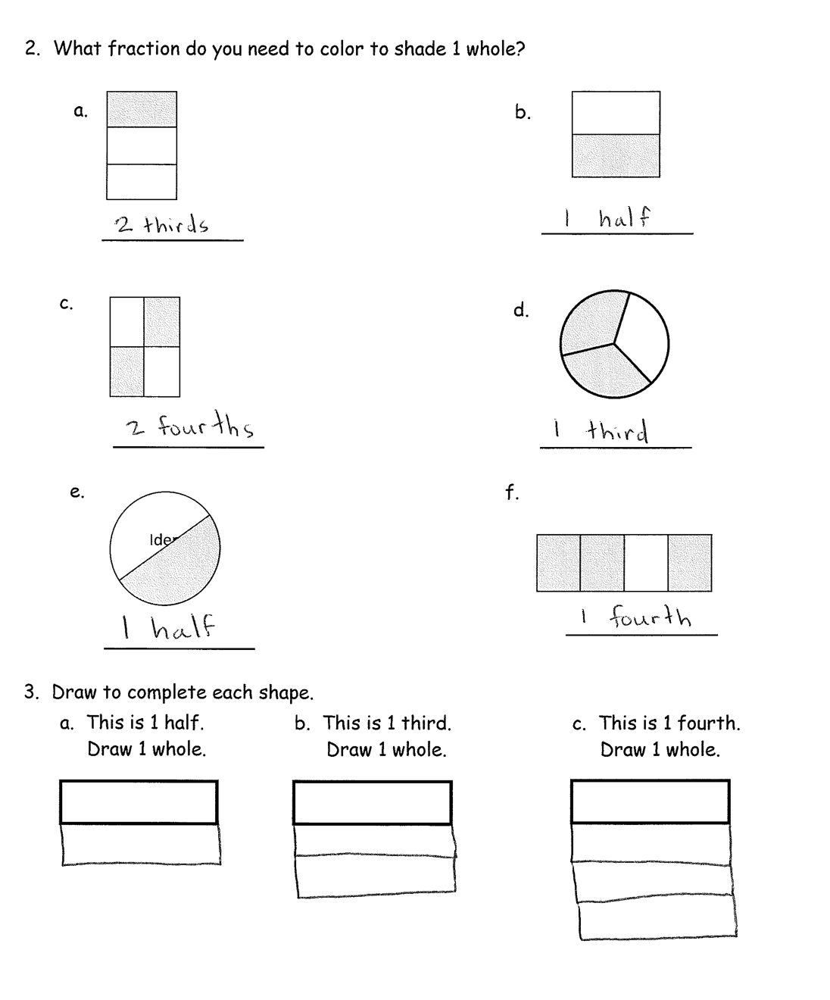 2. What fraction do you need to color to shade 1 whole?
a.
b.
2 thirds
1 half
c.
d.
2 fourths
1 third
e.
f.
Ider
1 half
1 fourth
3. Draw to complete each shape.
a. This is 1 half.
Draw 1 whole.
b. This is 1 third.
Draw 1 whole.
c. This is 1 fourth.
Draw 1 whole.